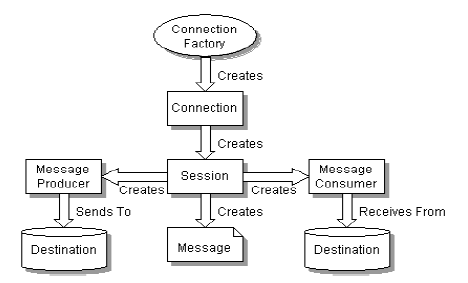 Connection
Factory
Creates
Connection
Creates
Message
Producer
Creates
Session
Creates
Message
Consumer
Sends To
Creates
Receives From
Destination
Message
Destination